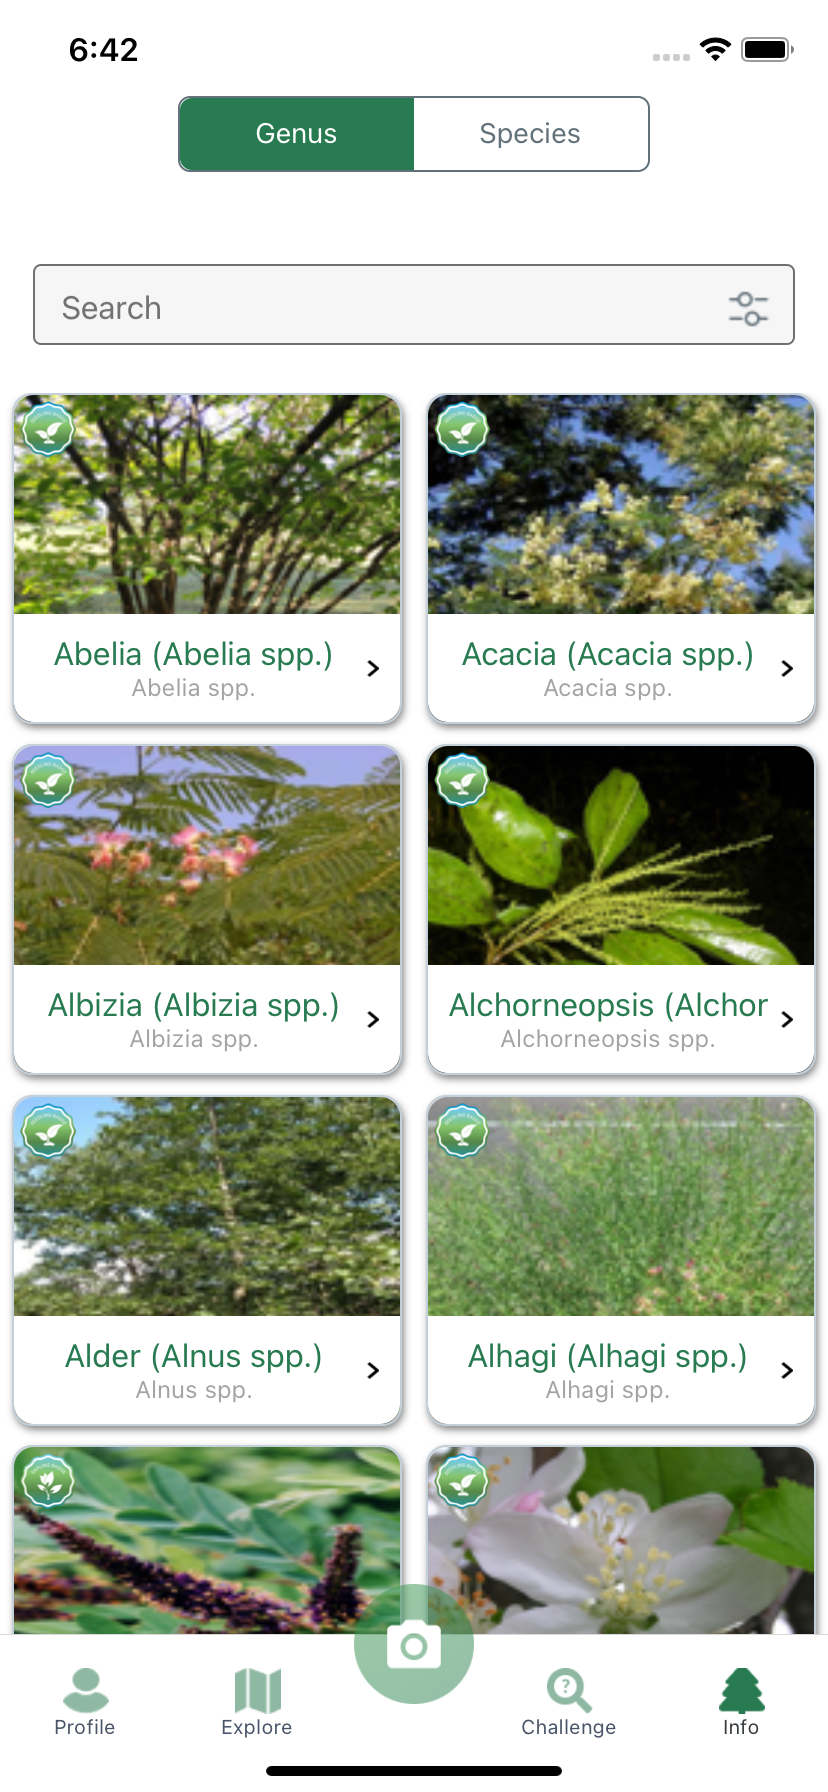 6:42
Genus
Species
Search
Abelia (Abelia spp.)
Abelia spp.
Acacia (Acacia spp.)
Acacia spp.
Albizia (Albizia spp.)
Albizia spp.
Alchorneopsis (Alchor
Alchorneopsis spp.
Alder (Alnus spp.)
Alnus spp.
Alhagi (Alhagi spp.)
Alhagi spp.
Profile
Explore
Challenge
Info